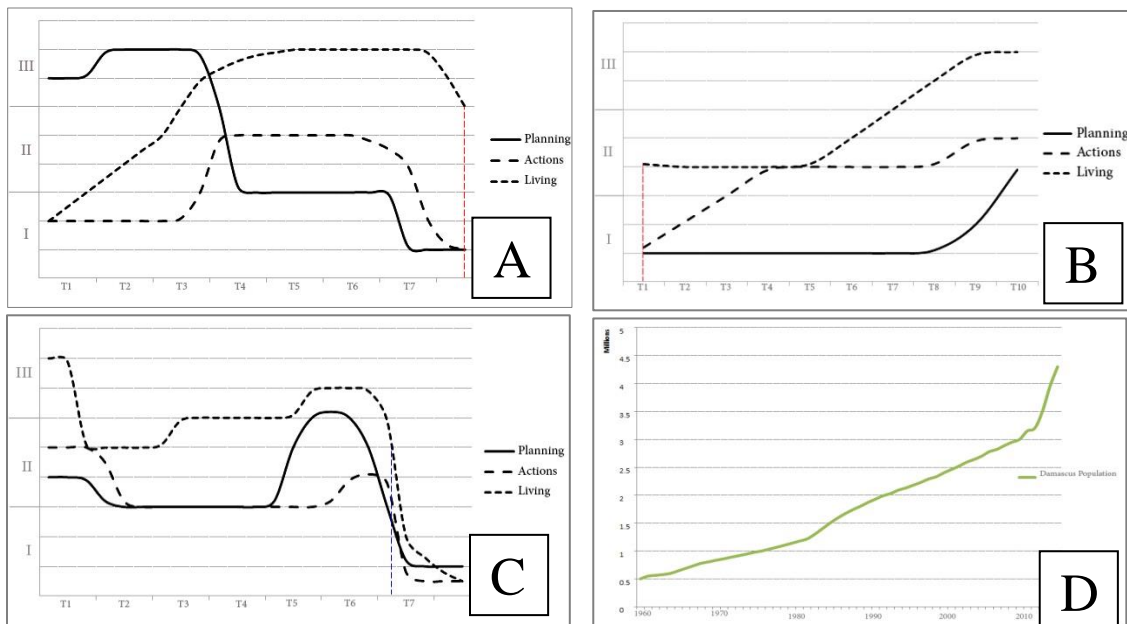 III
II
I
T1 T2 T3 T4 T5 T6 T7
Planning
Actions
Living
A
III
II
I
T1 T2 T3 T4 T5 T6 T7 T8 T9 T10
Planning
Actions
Living
B
III
II
I
T1 T2 T3 T4 T5 T6 T7
Planning
Actions
Living
C
Millions
5
4.5
4
3.5
3
2.5
2
1.5
1
0.5
0
1960 1970 1980 1990 2000 2010
Damascus Population
D